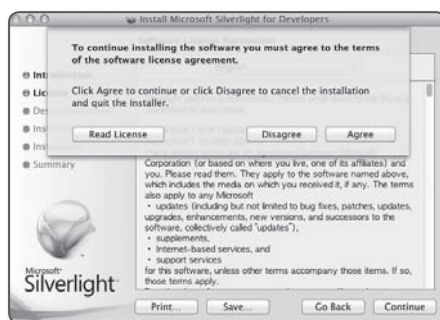 Install Microsoft Silverlight for Developers
To continue installing the software you must agree to the terms
of the software license agreement.
Click Agree to continue or click Disagree to cancel the installation
and quit the Installer.
Read License
Disagree
Agree
Int
Lic
Des
Inst
Inst
Summary
Corporation (or based on where you live, one of its affiliates) and
you. Please read them. They apply to the software named above,
which includes the media on which you received it, if any. The terms
also apply to any Microsoft
• updates (including but not limited to bug fixes, patches, updates,
upgrades, enhancements, new versions, and successors to the
software, collectively called "updates"),
• supplements,
• Internet-based services, and
• support services
for this software, unless other terms accompany those items. If so,
those terms apply.
Microsoft
Silverlight
Print...
Save...
Go Back
Continue